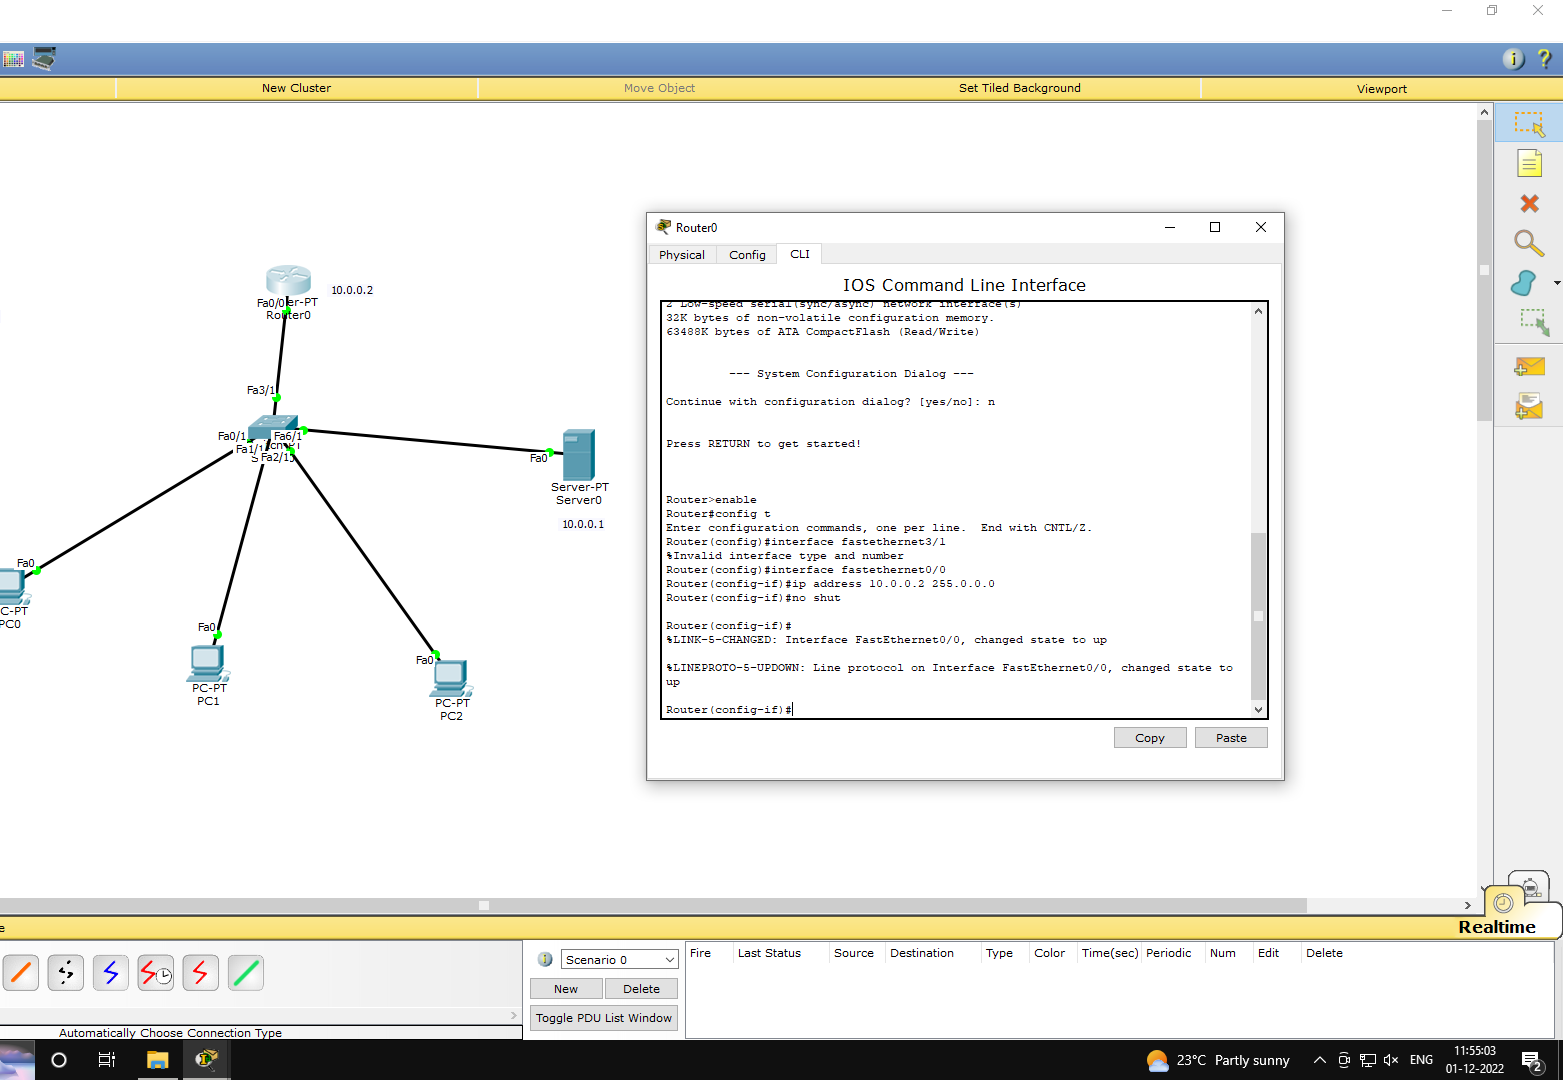 New Cluster
Move Object
Set Tiled Background
Viewport
10.0.0.2
Fa0/0
er-PT
Router0
Fa3/1
Fa0/1
Fa6/1
Fa1/1
Fa2/1
Fa0
Server-PT
Server0
10.0.0.1
Fa0
C-PT
PC0
Fa0
PC-PT
PC1
Fa0
PC-PT
PC2
Router0
Physical
Config
CLI
IOS Command Line Interface
2 Low-speed serial(sync/async) network interface(s)
32K bytes of non-volatile configuration memory.
63488K bytes of ATA CompactFlash (Read/Write)
--- System Configuration Dialog ---
Continue with configuration dialog? [yes/no]: n
Press RETURN to get started!
Router>enable
Router#config t
Enter configuration commands, one per line.  End with CNTL/Z.
Router(config)#interface fastethernet3/1
%Invalid interface type and number
Router(config)#interface fastethernet0/0
Router(config-if)#ip address 10.0.0.2 255.0.0.0
Router(config-if)#no shut
Router(config-if)#
%LINK-5-CHANGED: Interface FastEthernet0/0, changed state to up
%LINEPROTO-5-UPDOWN: Line protocol on Interface FastEthernet0/0, changed state to
up
Router(config-if)#
Copy
Paste
Realtime
e
Scenario 0
New
Delete
Toggle PDU List Window
Fire
Last Status
Source
Destination
Type
Color
Time(sec)
Periodic
Num
Edit
Delete
Automatically Choose Connection Type
23°C Partly sunny
ENG
11:55:03
01-12-2022
2